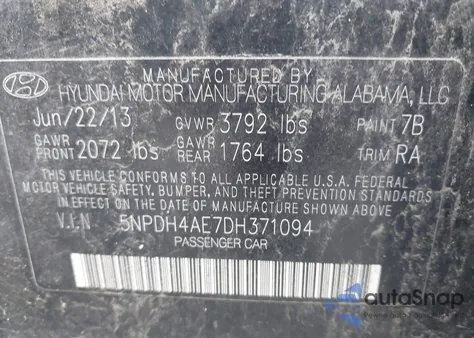 MANUFACTURED BY
HYUNDAI MOTOR MANUFACTURING ALABAMA, LLC
Jun/22/13 GVWR 3792 lbs PAINT 7B
GAWR FRONT 2072 lbs GAWR REAR 1764 lbs TRIM RA
THIS VEHICLE CONFORMS TO ALL APPLICABLE U.S.A. FEDERAL
MOTOR VEHICLE SAFETY, BUMPER, AND THEFT PREVENTION STANDARDS
IN EFFECT ON THE DATE OF MANUFACTURE SHOWN ABOVE.
V.I.N 5NPDH4AE7DH371094
PASSENGER CAR
autoSnap